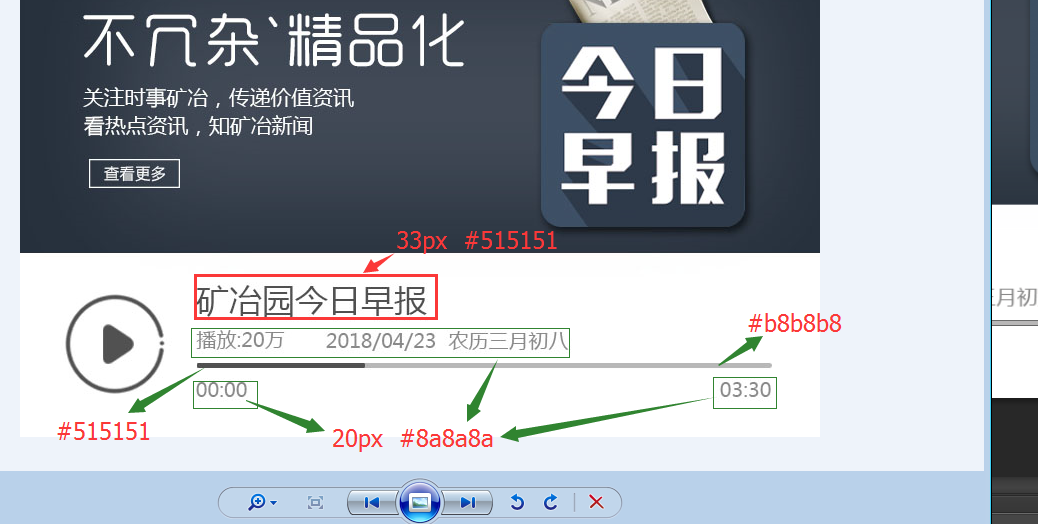 不冗杂`精品化
关注时事矿冶，传递价值资讯
看热点资讯，知矿冶新闻
查看更多
今日
早报
33px #515151
矿冶园今日早报
播放:20万 2018/04/23 农历三月初八
三月初
#b8b8b8
00:00 03:30
#515151
20px #8a8a8a